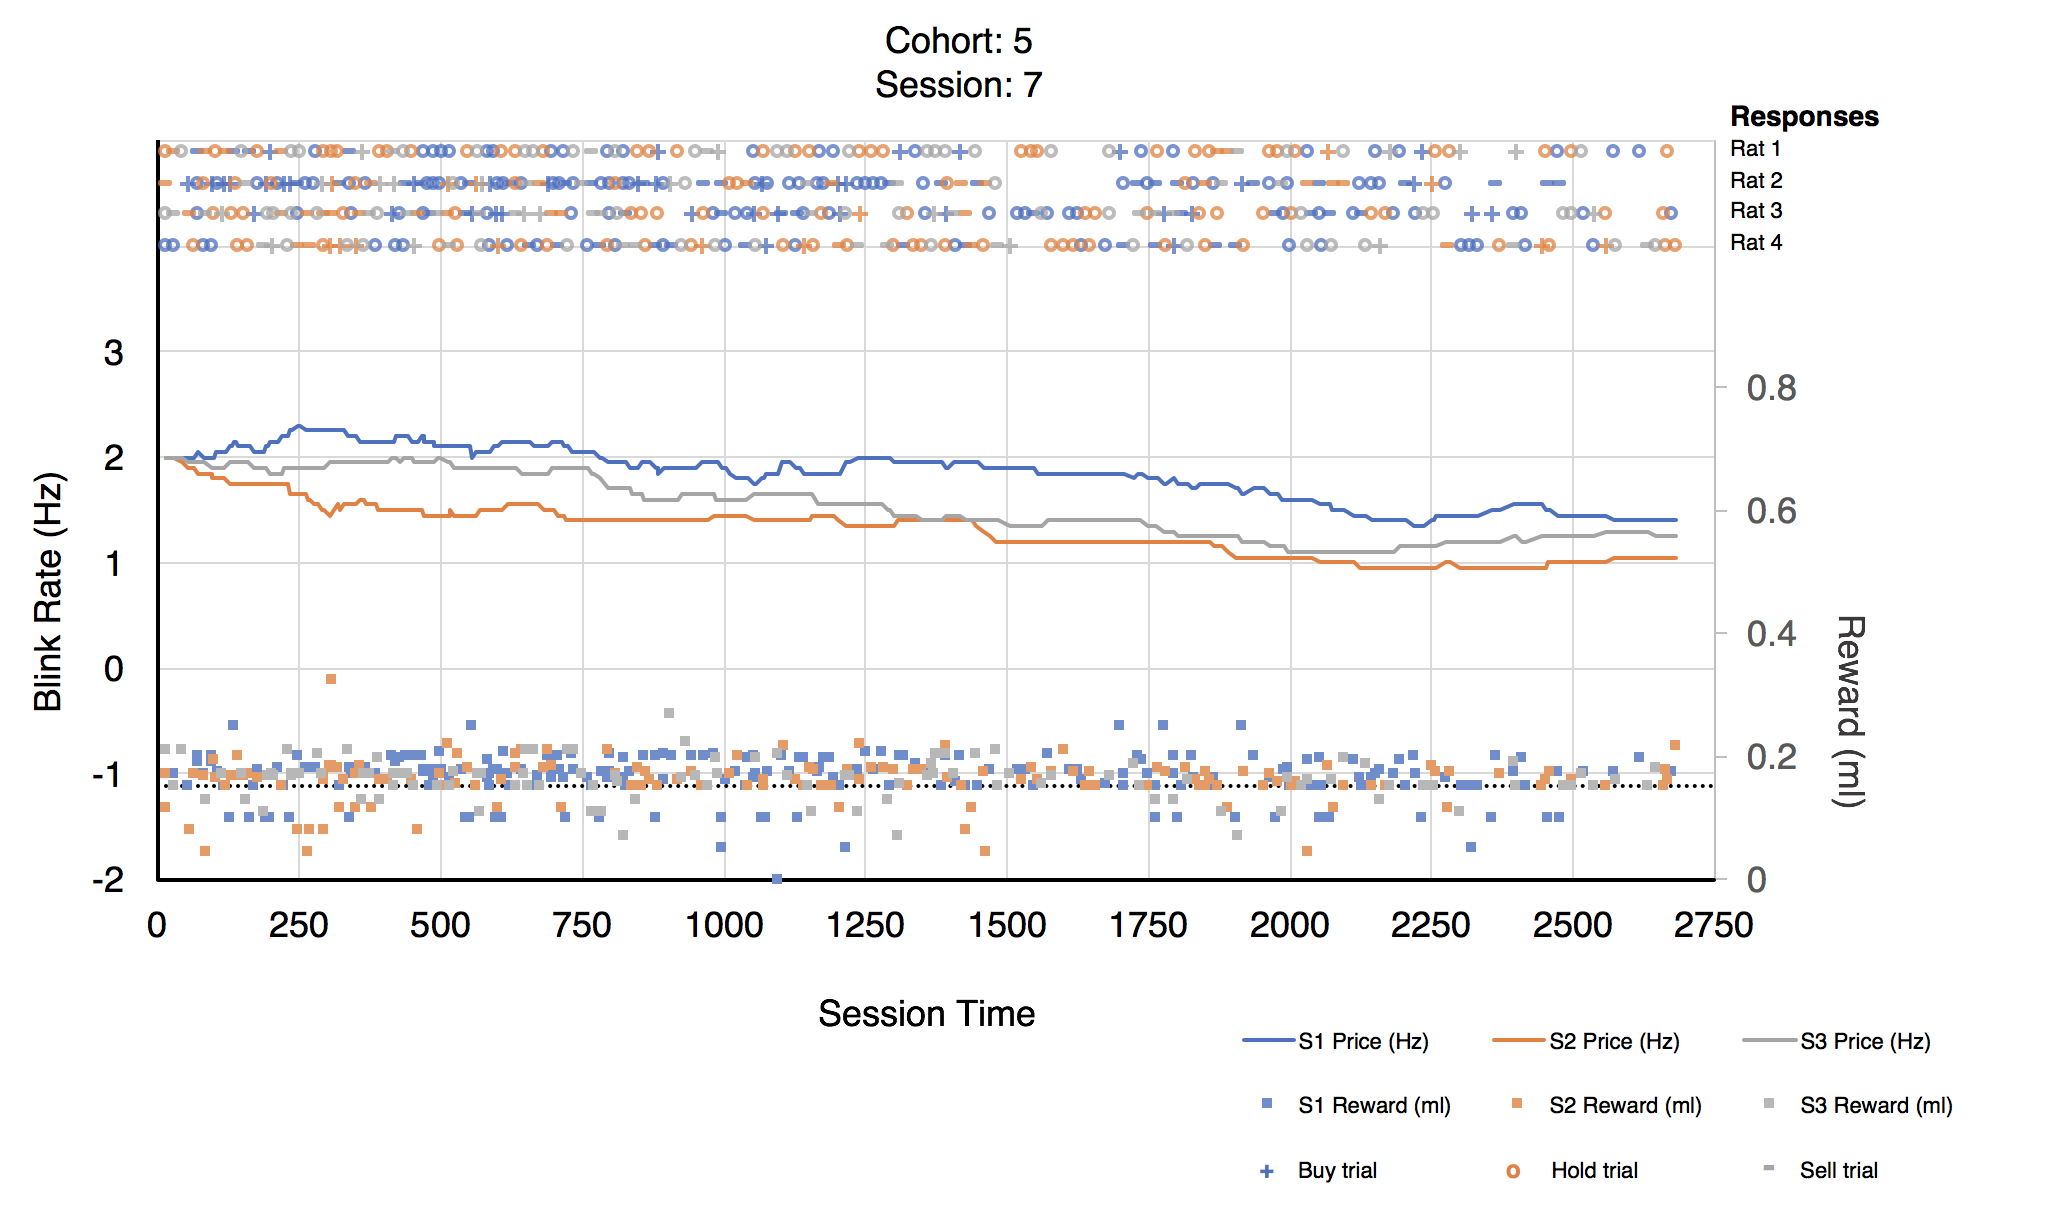 Cohort: 5
Session: 7
Responses
Rat 1
Rat 2
Rat 3
Rat 4
3
2
1
0
-1
-2
Blink Rate (Hz)
0.8
0.6
0.4
0.2
0
Reward (ml)
0 250 500 750 1000 1250 1500 1750 2000 2250 2500 2750
Session Time
S1 Price (Hz) S2 Price (Hz) S3 Price (Hz)
S1 Reward (ml) S2 Reward (ml) S3 Reward (ml)
Buy trial Hold trial Sell trial